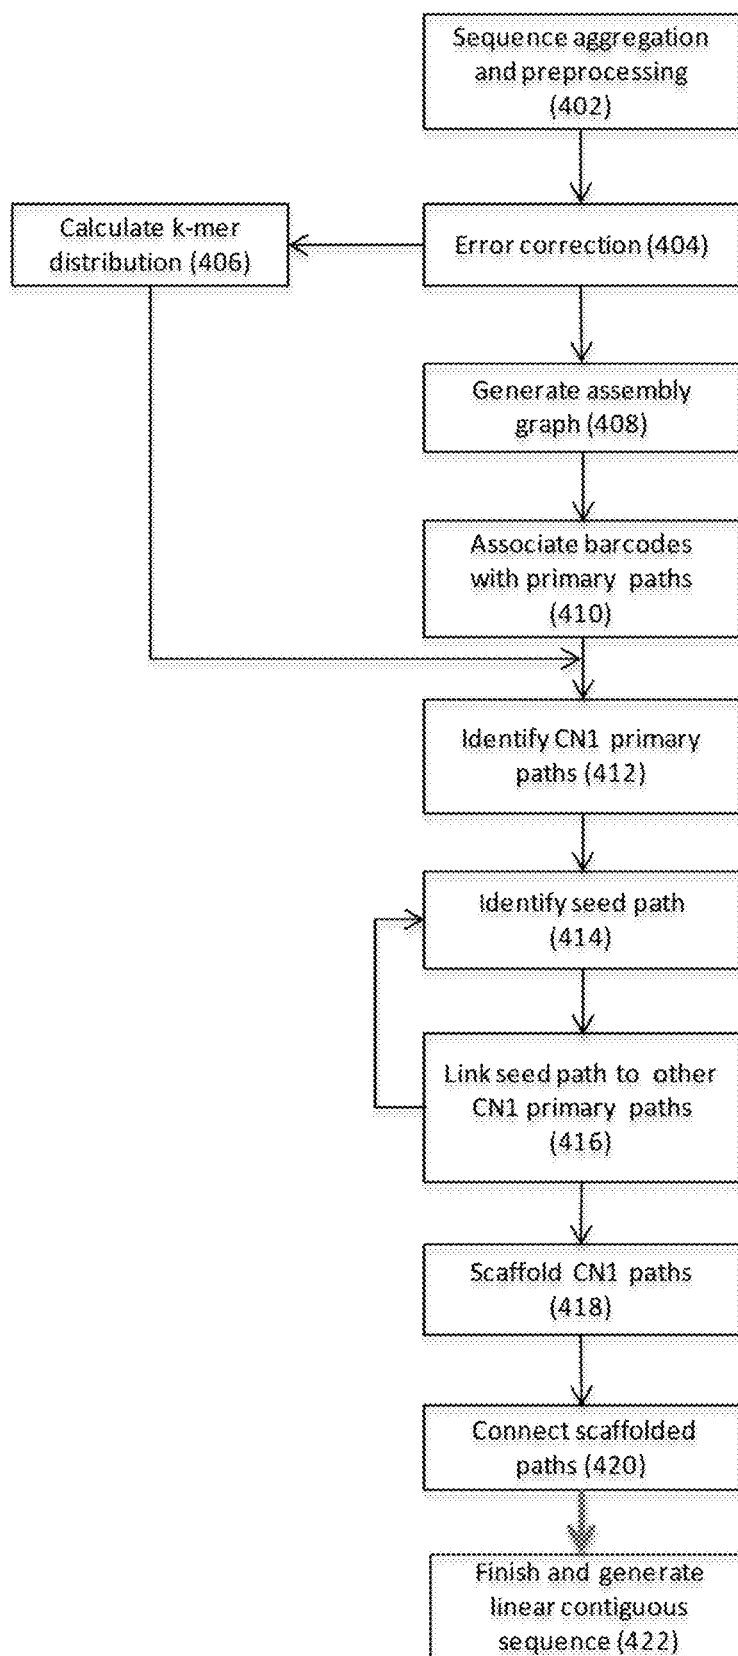 Sequence aggregation
and preprocessing
(402)
Calculate k-mer
distribution (406)
Error correction (404)
Generate assembly
graph (408)
Associate barcodes
with primary paths
(410)
Identify CN1 primary
paths (412)
Identify seed path
(414)
Link seed path to other
CN1 primary paths
(416)
Scaffold CN1 paths
(418)
Connect scaffolded
paths (420)
Finish and generate
linear contiguous
sequence (422)